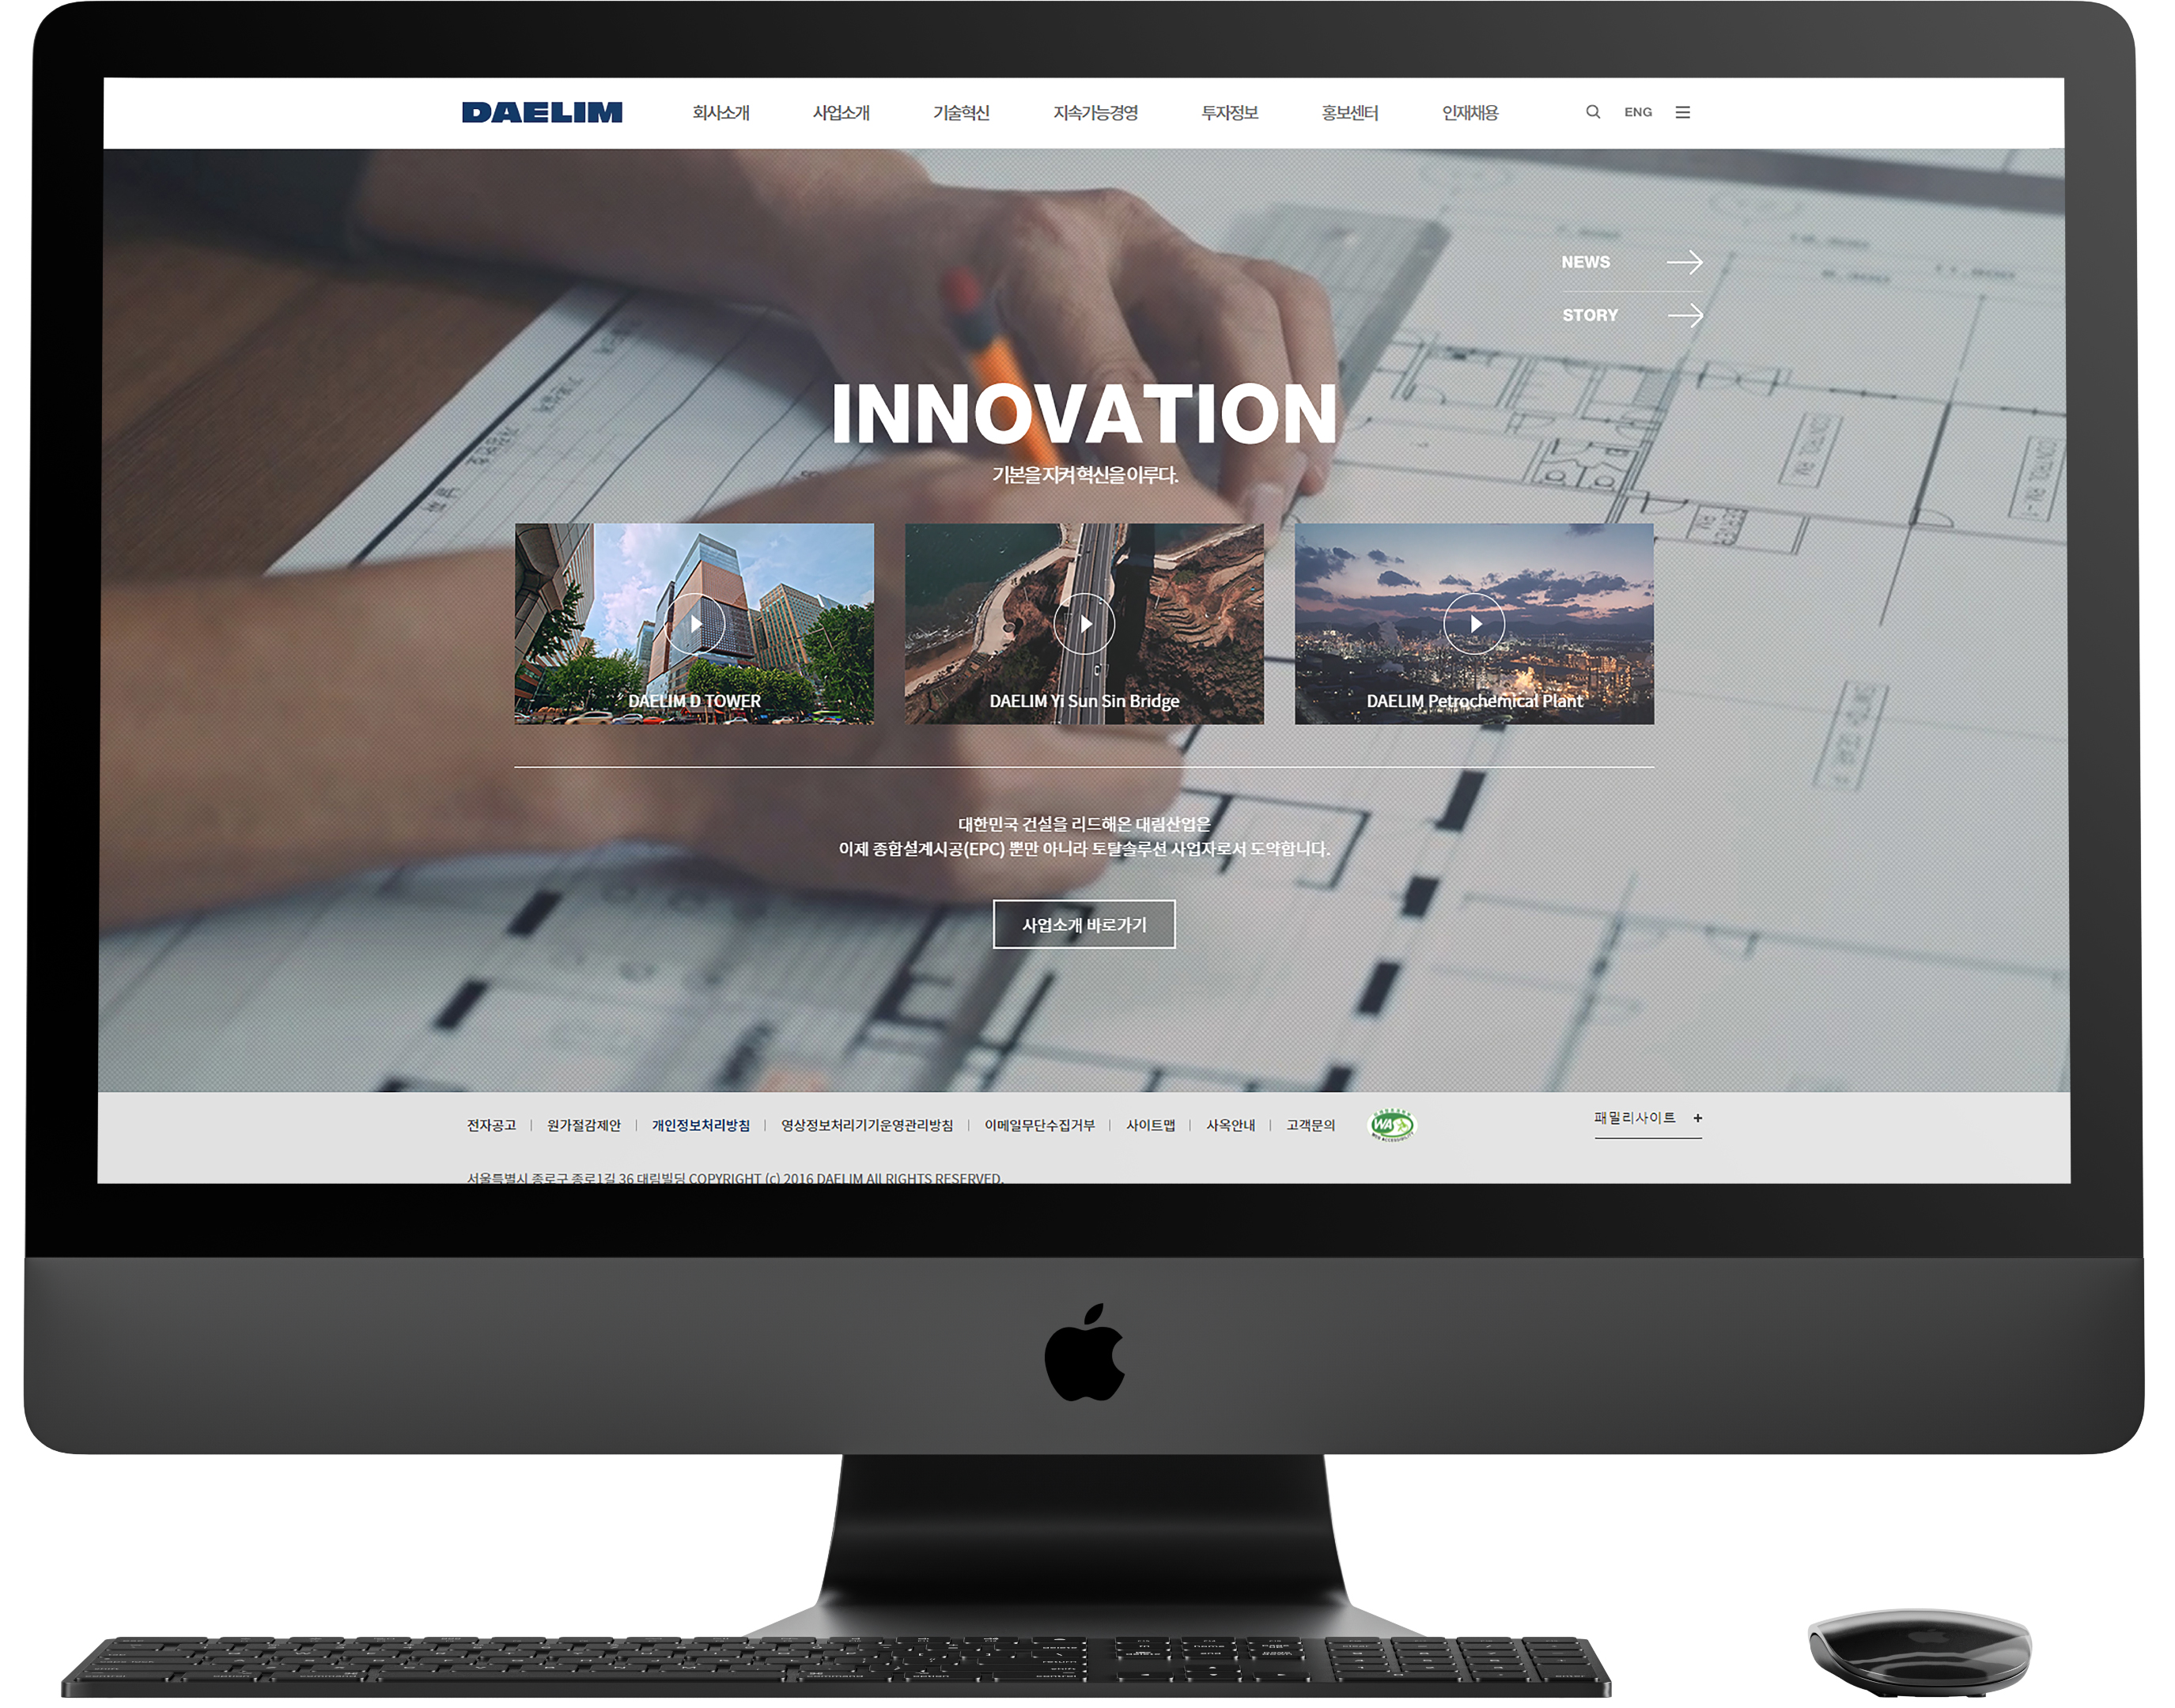 DAELIM 회사소개 사업소개 기술혁신 지속가능경영 투자정보 홍보센터 인재채용 ENG
NEWS
STORY
INNOVATION
기본을 지켜 혁신을 이루다.
DAELIM D TOWER DAELIM Yi Sun Sin Bridge DAELIM Petrochemical Plant
대한민국 건설을 리드해온 대림산업은
이제 종합설계시공(EPC) 뿐만 아니라 토탈솔루션 사업자로서 도약합니다.
사업소개 바로가기
전자공고 | 원가절감제안 | 개인정보처리방침 | 영상정보처리기기운영관리방침 | 이메일무단수집거부 | 사이트맵 | 사옥안내 | 고객문의 WA 패밀리사이트 +
서울특별시 종로구 종로1길 36 대림빌딩 COPYRIGHT (c) 2016 DAELIM All RIGHTS RESERVED.